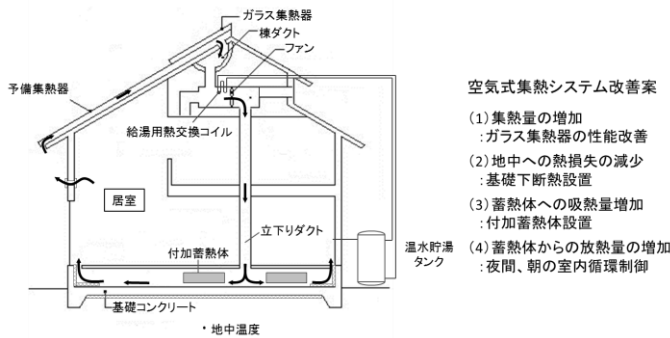 ガラス集熱器
棟ダクト
ファン
予備集熱器
給湯用熱交換コイル
居室
立下りダクト
付加蓄熱体
温水貯湯
タンク
基礎コンクリート
・地中温度
空気式集熱システム改善案
(1)集熱量の増加
:ガラス集熱器の性能改善
(2)地中への熱損失の減少
:基礎下断熱設置
(3)蓄熱体への吸熱量増加
:付加蓄熱体設置
(4)蓄熱体からの放熱量の増加
:夜間、朝の室内循環制御